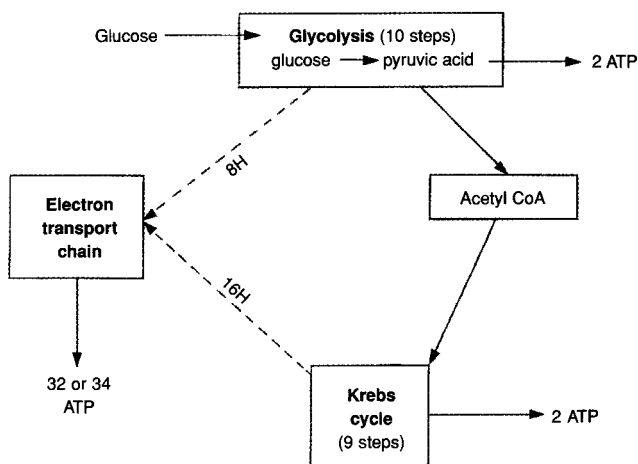 Glucose
Glycolysis (10 steps)
glucose pyruvic acid
2 ATP
8H
Electron
transport
chain
Acetyl CoA
16H
32 or 34
ATP
Krebs
cycle
(9 steps)
2 ATP